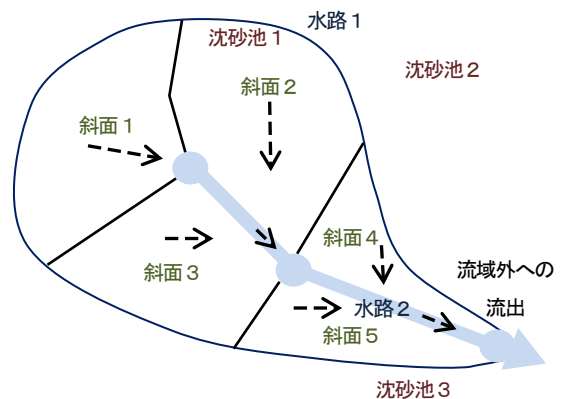 水路1
沈砂池1
沈砂池2
斜面2
斜面1
斜面4
流域外への
流出
斜面3
水路2
斜面5
沈砂池3